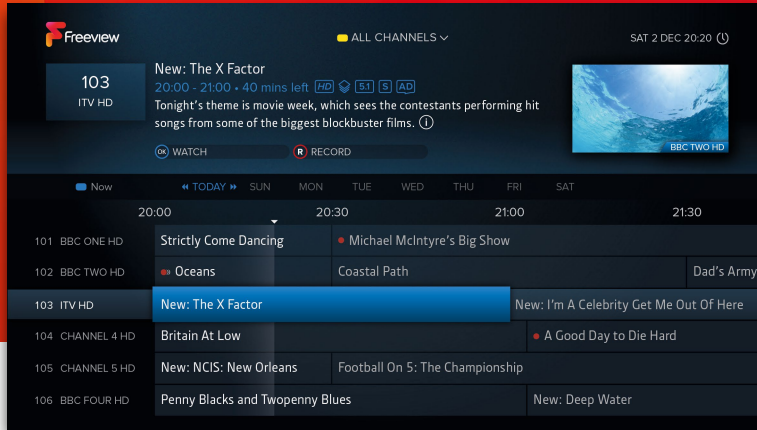 Freeview
ALL CHANNELS
SAT 2 DEC 20:20
103
ITV HD
New: The X Factor
20:00 - 21:00 • 40 mins left HD 5.1 S AD
Tonight's theme is movie week, which sees the contestants performing hit
songs from some of the biggest blockbuster films. i
OK WATCH
R RECORD
BBC TWO HD
Now
TODAY SUN MON TUE WED THU FRI SAT
20:00 20:30 21:00 21:30
101 BBC ONE HD Strictly Come Dancing Michael McIntyre's Big Show
102 BBC TWO HD Oceans Coastal Path Dad's Army
103 ITV HD New: The X Factor New: I'm A Celebrity Get Me Out Of Here
104 CHANNEL 4 HD Britain At Low A Good Day to Die Hard
105 CHANNEL 5 HD New: NCIS: New Orleans Football On 5: The Championship
106 BBC FOUR HD Penny Blacks and Twopenny Blues New: Deep Water